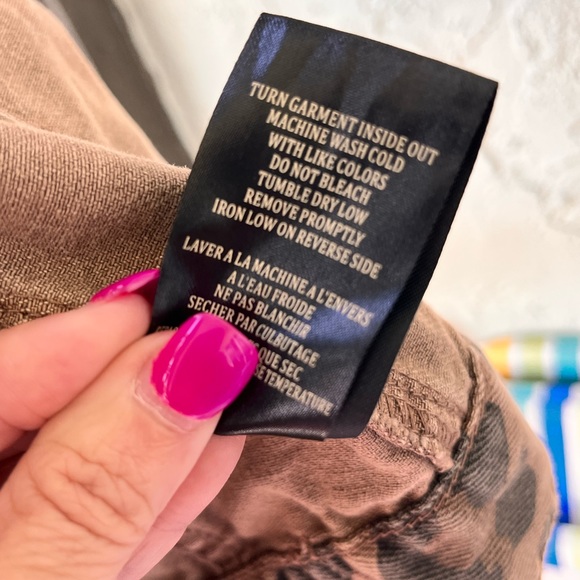 TURN GARMENT INSIDE OUT
MACHINE WASH COLD
WITH LIKE COLORS
DO NOT BLEACH
TUMBLE DRY LOW
REMOVE PROMPTLY
IRON LOW ON REVERSE SIDE
LAVER A LA MACHINE A L'ENVERS
A L'EAU FROIDE
NE PAS BLANCHIR
SECHER PAR CULBUTAGE
QUE SEC
TEMPERATURE